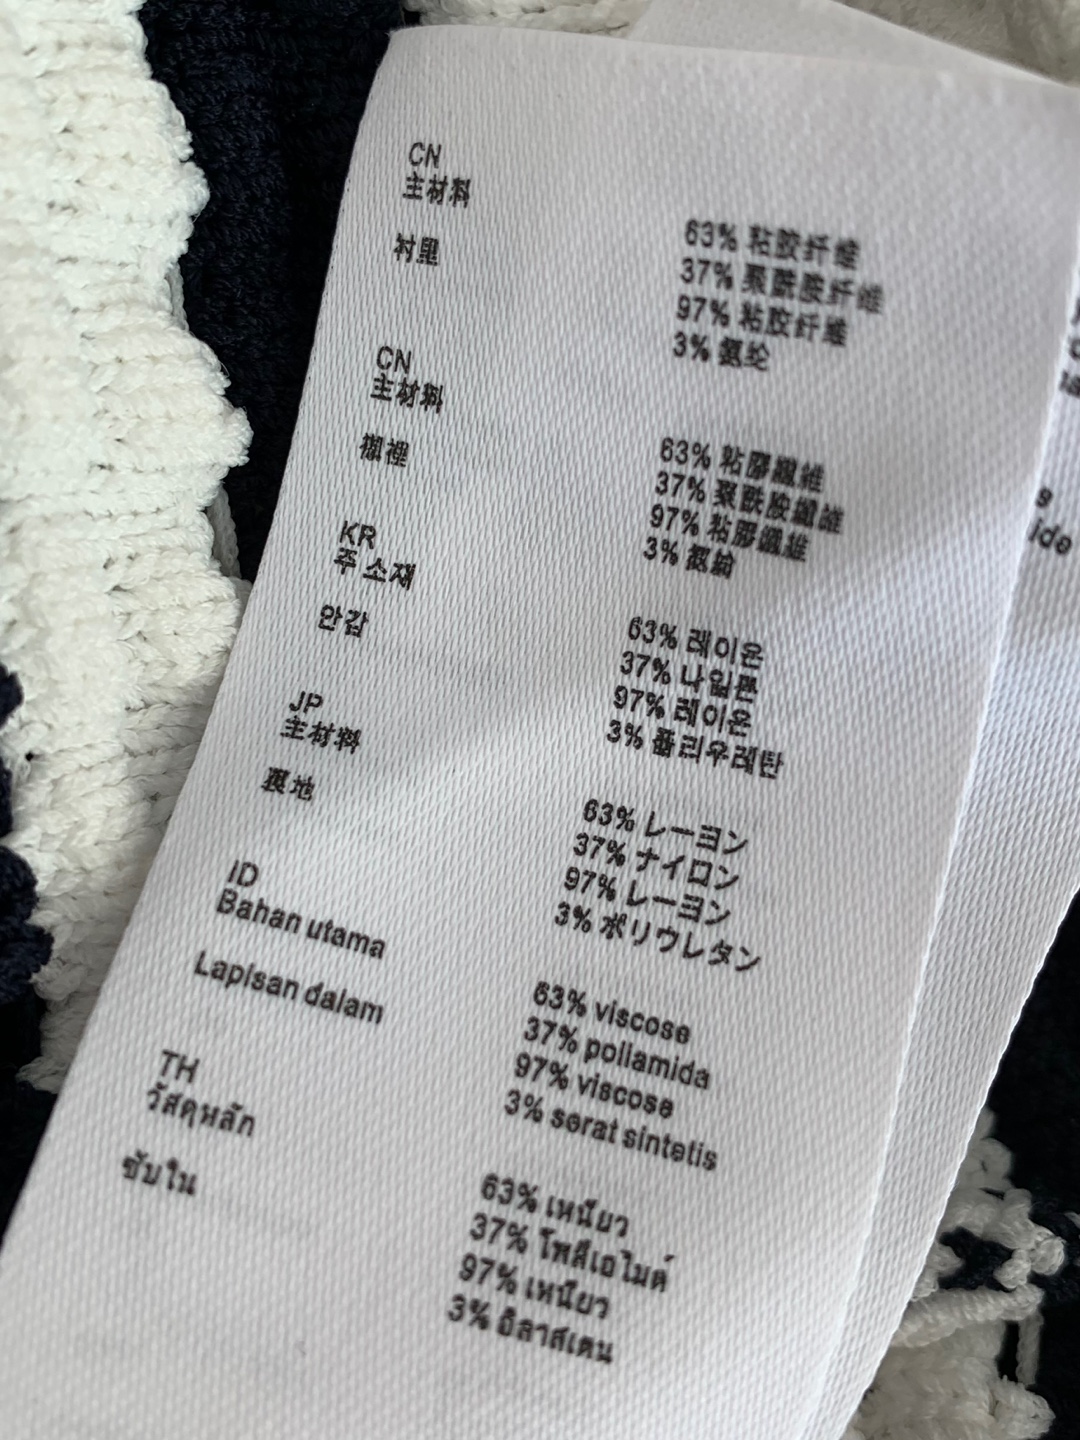 CN
主材料
63% 粘胶纤维
37% 聚酰胺纤维
衬里
97% 粘胶纤维
3% 氨纶
CN
主材料
63% 粘膠纖維
37% 聚酰胺纖維
裡
97% 粘膠纖維
3% 氨綸
KR
주 소재
63% 레이온
37% 나일론
안감
97% 레이온
3% 폴리우레탄
JP
主材料
63% レーヨン
37% ナイロン
裏地
97% レーヨン
3% ポリウレタン
ID
Bahan utama
63% viscose
37% poliamida
Lapisan dalam
97% viscose
3% serat sintetis
TH
วัสดุหลัก
63% เหนียว
37% โพลีเอไมด์
ซับใน
97% เหนียว
3% อิลาสเตน